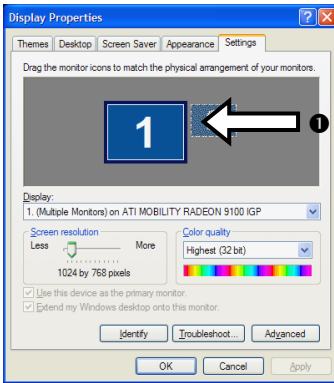 Display Properties
Themes Desktop Screen Saver Appearance Settings
Drag the monitor icons to match the physical arrangement of your monitors.
1
1
Display:
1. (Multiple Monitors) on ATI MOBILITY RADEON 9100 IGP
Screen resolution
Less More
1024 by 768 pixels
Color quality
Highest (32 bit)
Use this device as the primary monitor.
Extend my Windows desktop onto this monitor.
Identify Troubleshoot... Advanced
OK Cancel Apply